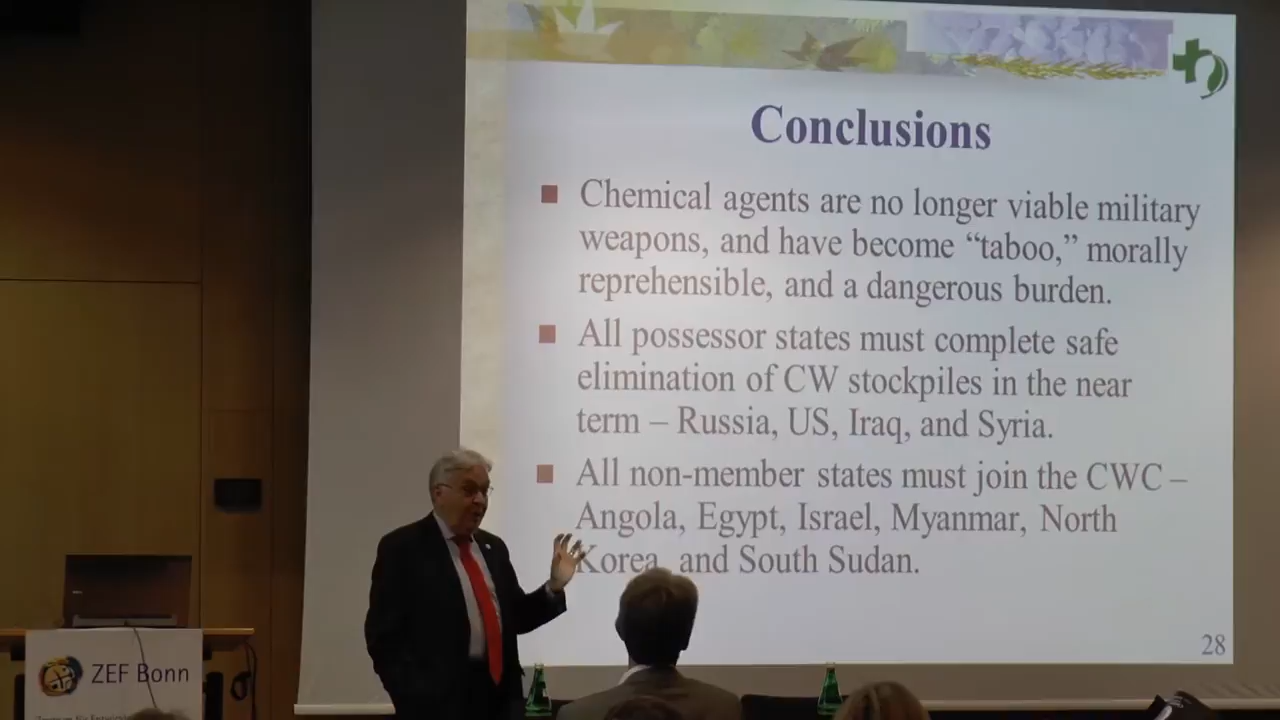 Conclusions
Chemical agents are no longer viable military
weapons, and have become “taboo,” morally
reprehensible, and a dangerous burden.
All possessor states must complete safe
elimination of CW stockpiles in the near
term – Russia, US, Iraq, and Syria.
All non-member states must join the CWC –
Angola, Egypt, Israel, Myanmar, North
Korea, and South Sudan.
28
ZEF Bonn